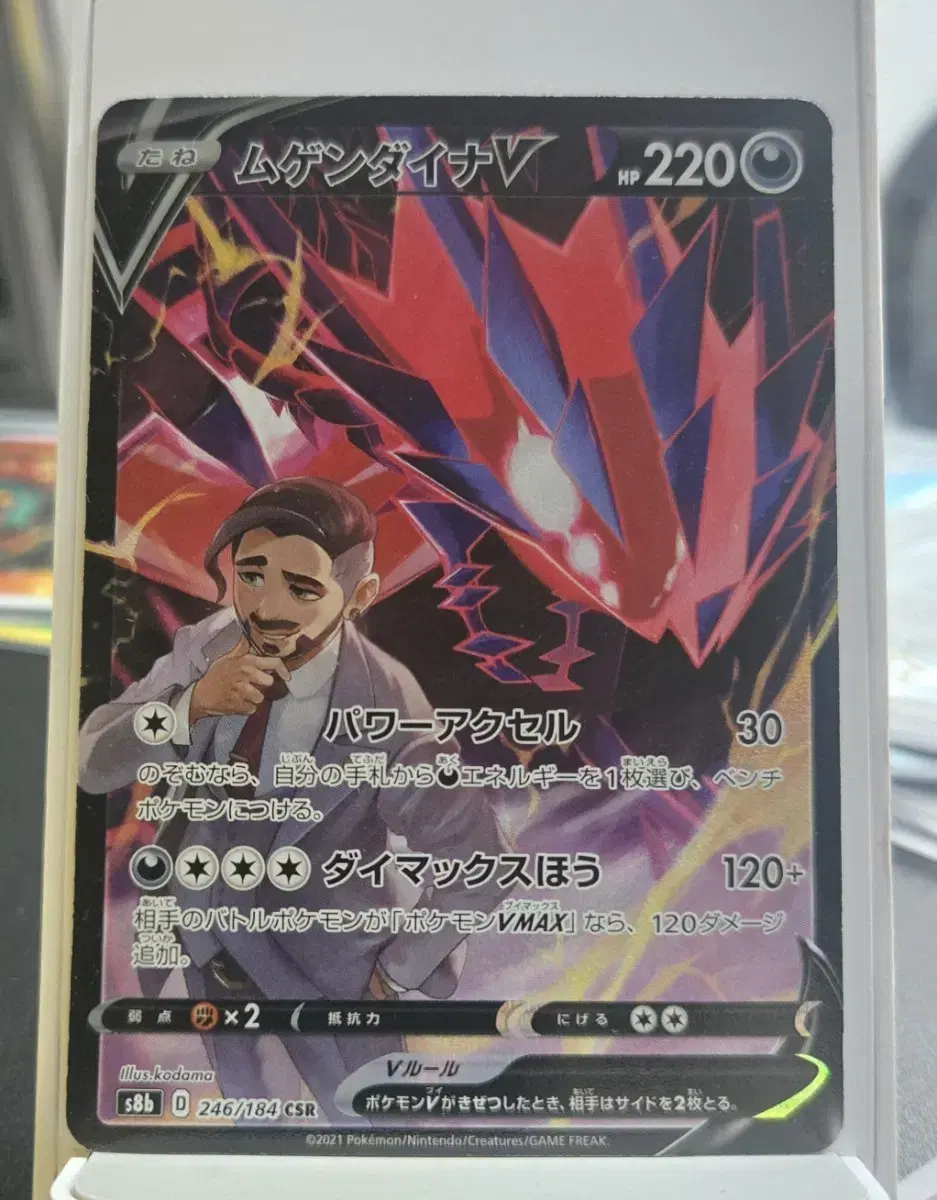 たね ムゲンダイナV HP 220
パワーアクセル 30
のぞむなら、自分の手札からエネルギーを1枚選び、ベンチ
ポケモンにつける。
ダイマックスほう 120+
相手のバトルポケモンが「ポケモンVMAX」なら、120ダメージ
追加。
弱点 ×2 抵抗力 にげる
Vルール
ポケモンVがきぜつしたとき、相手はサイドを2枚とる。
Illus.kodama
s8b D 246/184 CSR
©2021 Pokémon/Nintendo/Creatures/GAME FREAK.